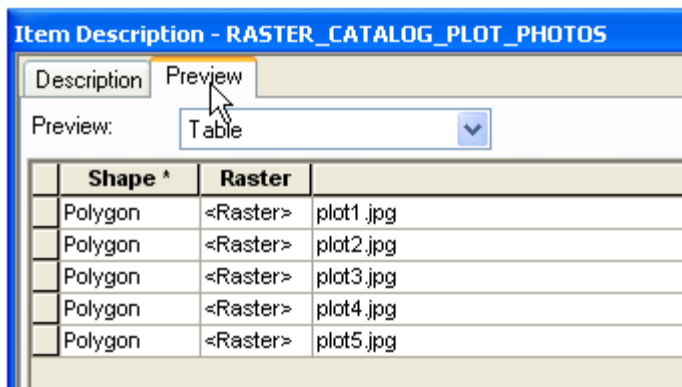 Item Description - RASTER_CATALOG_PLOT_PHOTOS
Description Preview
Preview: Table
Shape * Raster
Polygon <Raster> plot1.jpg
Polygon <Raster> plot2.jpg
Polygon <Raster> plot3.jpg
Polygon <Raster> plot4.jpg
Polygon <Raster> plot5.jpg